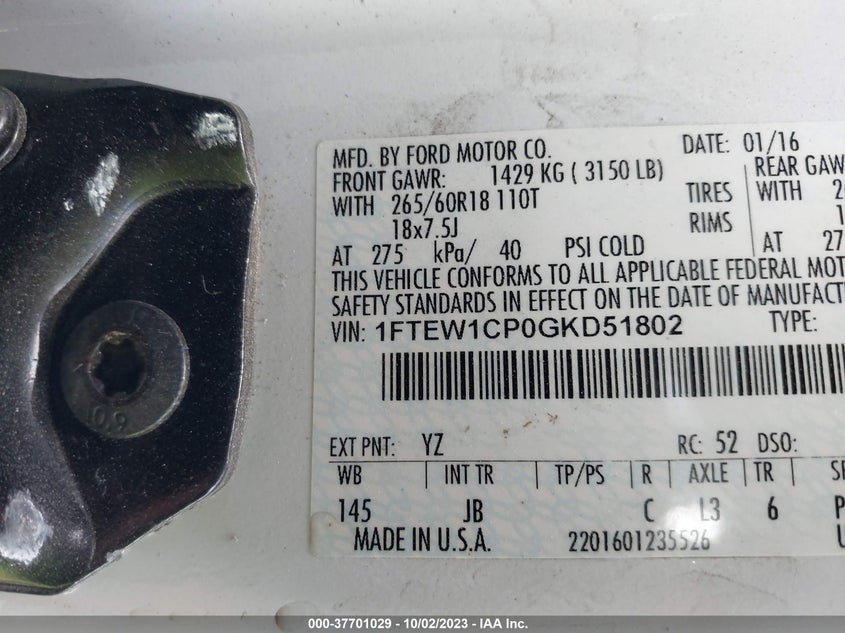 MFD. BY FORD MOTOR CO. DATE: 01/16
FRONT GAWR: 1429 KG ( 3150 LB) REAR GAW
WITH 265/60R18 110T TIRES WITH
18x7.5J RIMS
AT 275 kPa/ 40 PSI COLD AT 27
THIS VEHICLE CONFORMS TO ALL APPLICABLE FEDERAL MOT
SAFETY STANDARDS IN EFFECT ON THE DATE OF MANUFACT
VIN: 1FTEW1CP0GKD51802 TYPE:
EXT PNT: YZ RC: 52 DSO:
WB INT TR TP/PS R AXLE TR
145 JB C L3 6
MADE IN U.S.A. 2201601235526
10.9
000-37701029 - 10/02/2023 - IAA Inc.